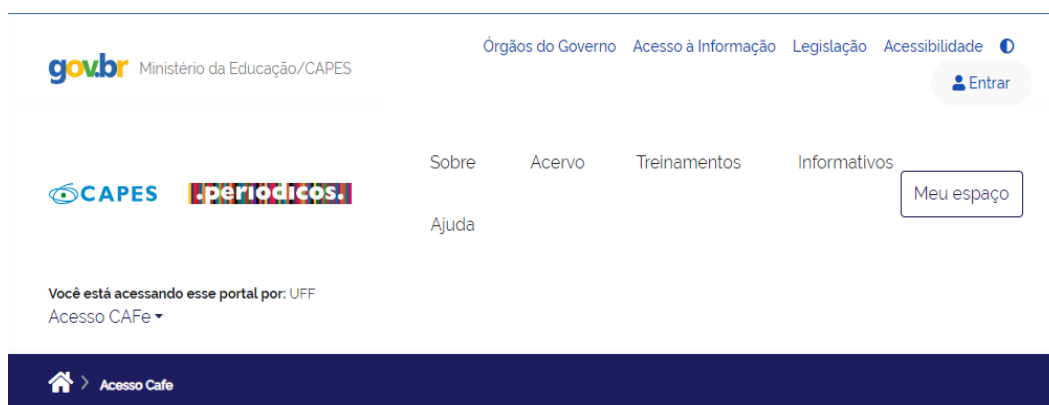 Órgãos do Governo Acesso à Informação Legislação Acessibilidade
gov.br Ministério da Educação/CAPES
Entrar
Sobre Acervo Treinamentos Informativos
CAPES .periodicos. Meu espaço
Ajuda
Você está acessando esse portal por: UFF
Acesso CAFe
Acesso Cafe